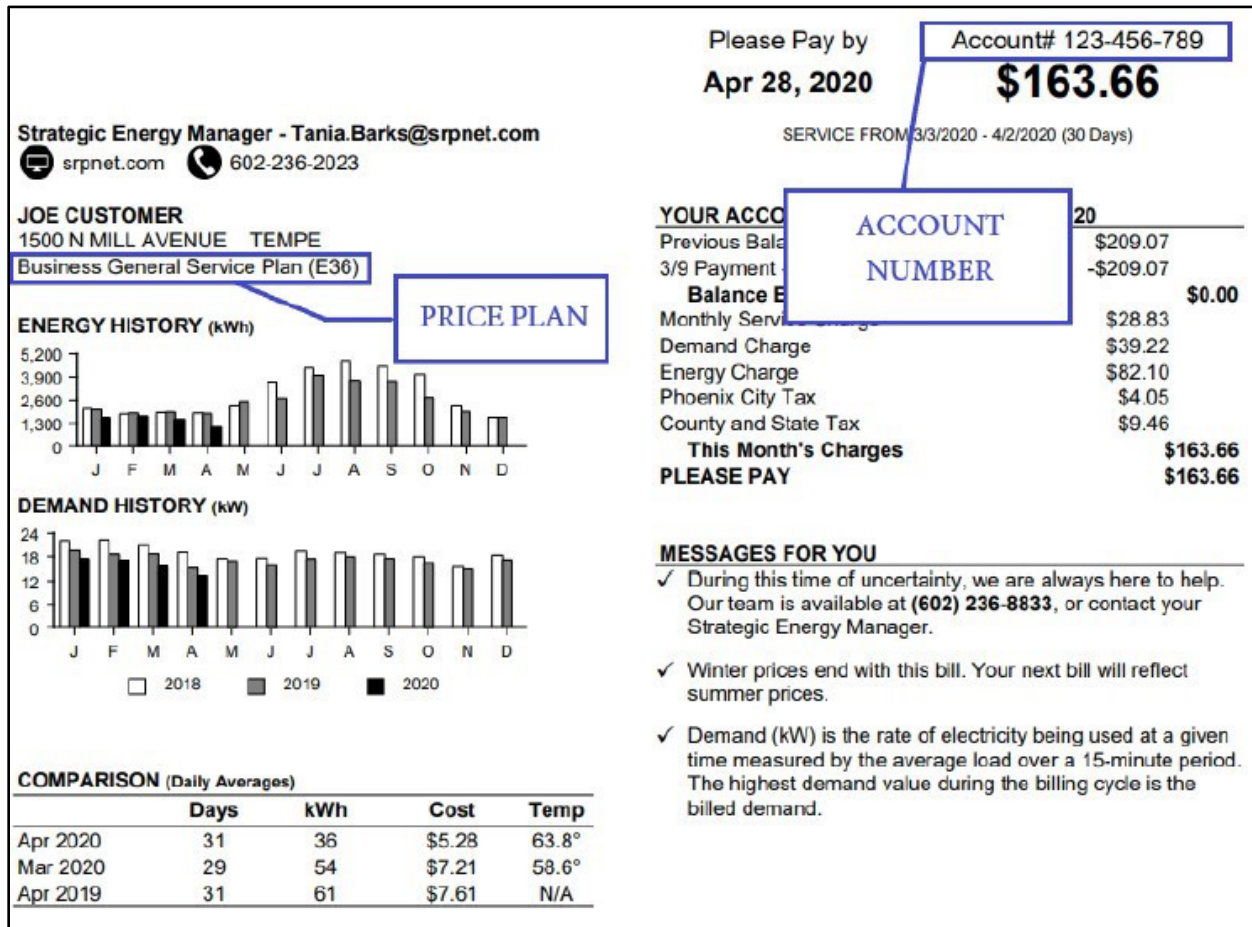 Please Pay by
Account# 123-456-789
Apr 28, 2020
$163.66
SERVICE FROM 3/3/2020 - 4/2/2020 (30 Days)
Strategic Energy Manager - Tania.Barks@srpnet.com
srpnet.com 602-236-2023
JOE CUSTOMER
1500 N MILL AVENUE TEMPE
Business General Service Plan (E36)
PRICE PLAN
ENERGY HISTORY (kWh)
5,200
3,900
2,600
1,300
0
J F M A M J J A S O N D
DEMAND HISTORY (kW)
24
18
12
6
0
J F M A M J J A S O N D
2018 2019 2020
COMPARISON (Daily Averages)
Days kWh Cost Temp
Apr 2020 31 36 $5.28 63.8°
Mar 2020 29 54 $7.21 58.6°
Apr 2019 31 61 $7.61 N/A
ACCOUNT
NUMBER
YOUR 20
Previous $209.07
3/9 Payment -$209.07
Balance $0.00
Monthly $28.83
Demand Charge $39.22
Energy Charge $82.10
Phoenix City Tax $4.05
County and State Tax $9.46
This Month's Charges $163.66
PLEASE PAY $163.66
MESSAGES FOR YOU
✓ During this time of uncertainty, we are always here to help.
Our team is available at (602) 236-8833, or contact your
Strategic Energy Manager.
✓ Winter prices end with this bill. Your next bill will reflect
summer prices.
✓ Demand (kW) is the rate of electricity being used at a given
time measured by the average load over a 15-minute period.
The highest demand value during the billing cycle is the
billed demand.